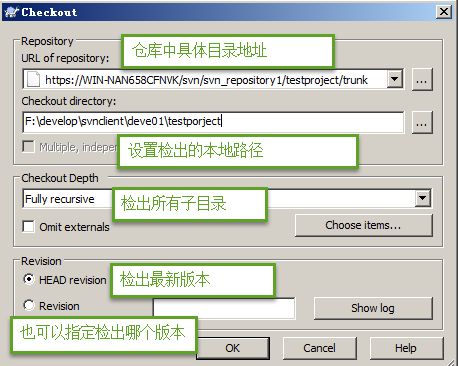 Checkout
Repository
仓库中具体目录地址
URL of repository:
https://WIN-NAN658CFNVK/svn/svn_repository1/testproject/trunk
...
Checkout directory:
F:\develop\svnclient\deve01\testporject
...
Multiple, indepen
设置检出的本地路径
Checkout Depth
Fully recursive
检出所有子目录
Omit externals
Choose items...
Revision
HEAD revision
检出最新版本
Revision
Show log
也可以指定检出哪个版本
OK
Cancel
Help